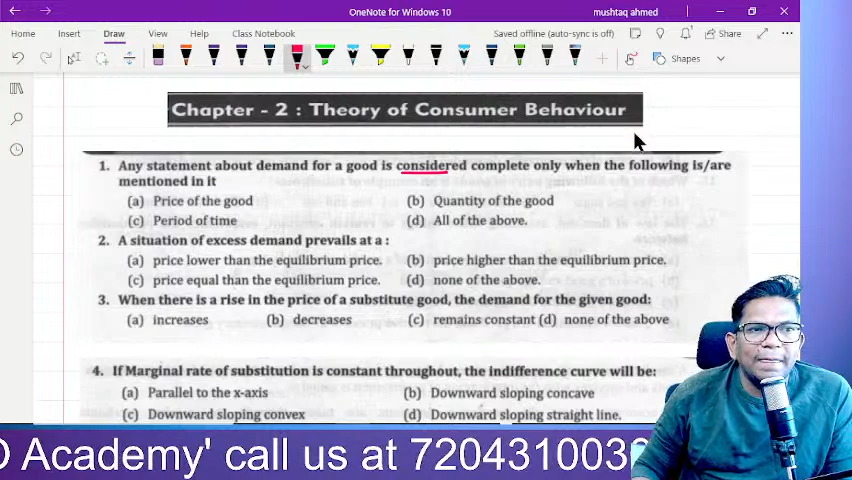 OneNote for Windows 10
mushtaq ahmed
Home Insert Draw View Class Notebook
Saved offline (auto-sync is off)
Share
Shapes
Chapter - 2 : Theory of Consumer Behaviour
1. Any statement about demand for a good is considered complete only when the following is/are
mentioned in it
(a) Price of the good (b) Quantity of the good
(c) Period of time (d) All of the above.
2. A situation of excess demand prevails at a :
(a) price lower than the equilibrium price. (b) price higher than the equilibrium price.
(c) price equal than the equilibrium price. (d) none of the above.
3. When there is a rise in the price of a substitute good, the demand for the given good:
(a) increases (b) decreases (c) remains constant (d) none of the above
4. If Marginal rate of substitution is constant throughout, the indifference curve will be:
(a) Parallel to the x-axis (b) Downward sloping concave
(c) Downward sloping convex (d) Downward sloping straight line.
Academy' call us at 720431003